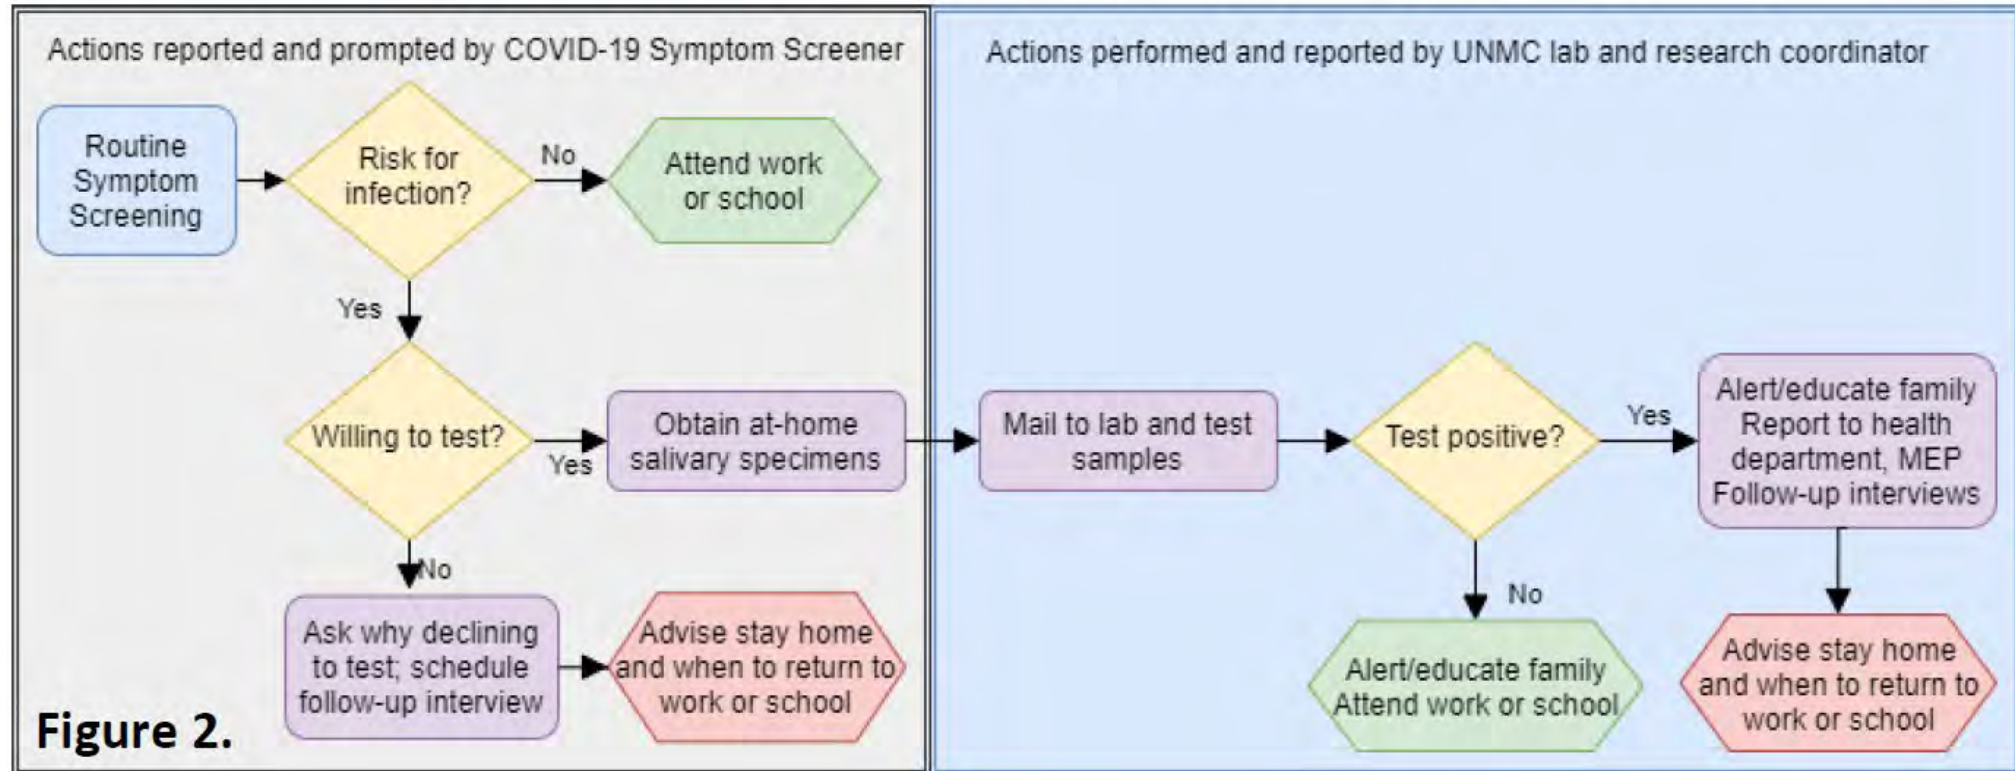 Actions reported and prompted by COVID-19 Symptom Screener
Routine
Symptom
Screening
Risk for
infection?
No
Attend work
or school
Yes
Willing to test?
Yes
Obtain at-home
salivary specimens
No
Ask why declining
to test; schedule
follow-up interview
Advise stay home
and when to return to
work or school
Figure 2.
Actions performed and reported by UNMC lab and research coordinator
Mail to lab and test
samples
Test positive?
Yes
Alert/educate family
Report to health
department, MEP
Follow-up interviews
No
Alert/educate family
Attend work or school
Advise stay home
and when to return to
work or school